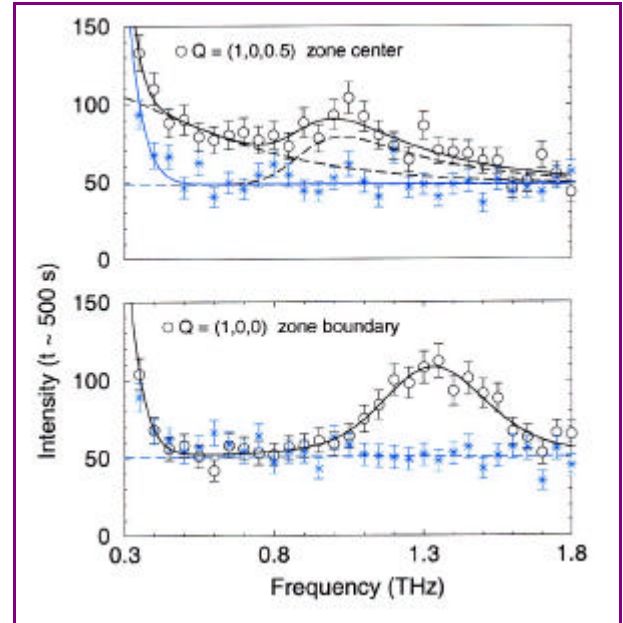 150
○ Q = (1,0,0.5) zone center
100
50
0
150
○ Q = (1,0,0) zone boundary
100
50
0
Intensity (t ~ 500 s)
0.3 0.8 1.3 1.8
Frequency (THz)